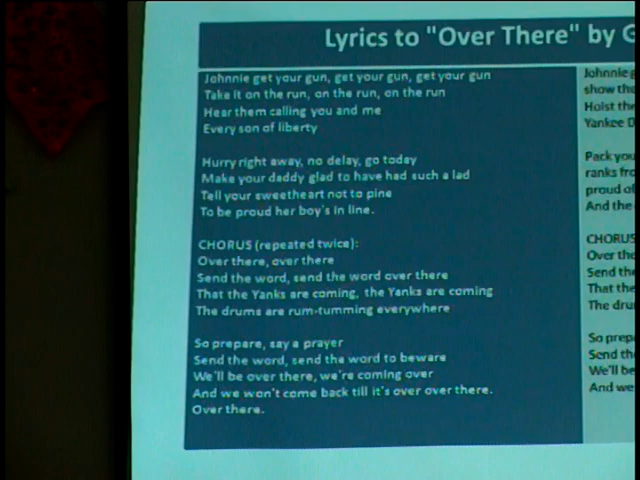 Lyrics to "Over There" by G
Johnnie get your gun, get your gun, get your gun
Take it on the run, on the run, on the run
Hear them calling you and me
Every son of liberty
Hurry right away, no delay, go today
Make your daddy glad to have had such a lad
Tell your sweetheart not to pine
To be proud her boy's in line.
CHORUS (repeated twice):
Over there, over there
Send the word, send the word over there
That the Yanks are coming, the Yanks are coming
The drums are rum-tumming everywhere
So prepare, say a prayer
Send the word, send the word to beware
We'll be over there, we're coming over
And we won't come back till it's over over there.
Over there.
Johnnie g
show the
Hoist the
Yankee D
Pack you
ranks fro
proud of
And the
CHORUS
Over the
Send the
That the
The dru
So prep
Send th
We'll be
And we